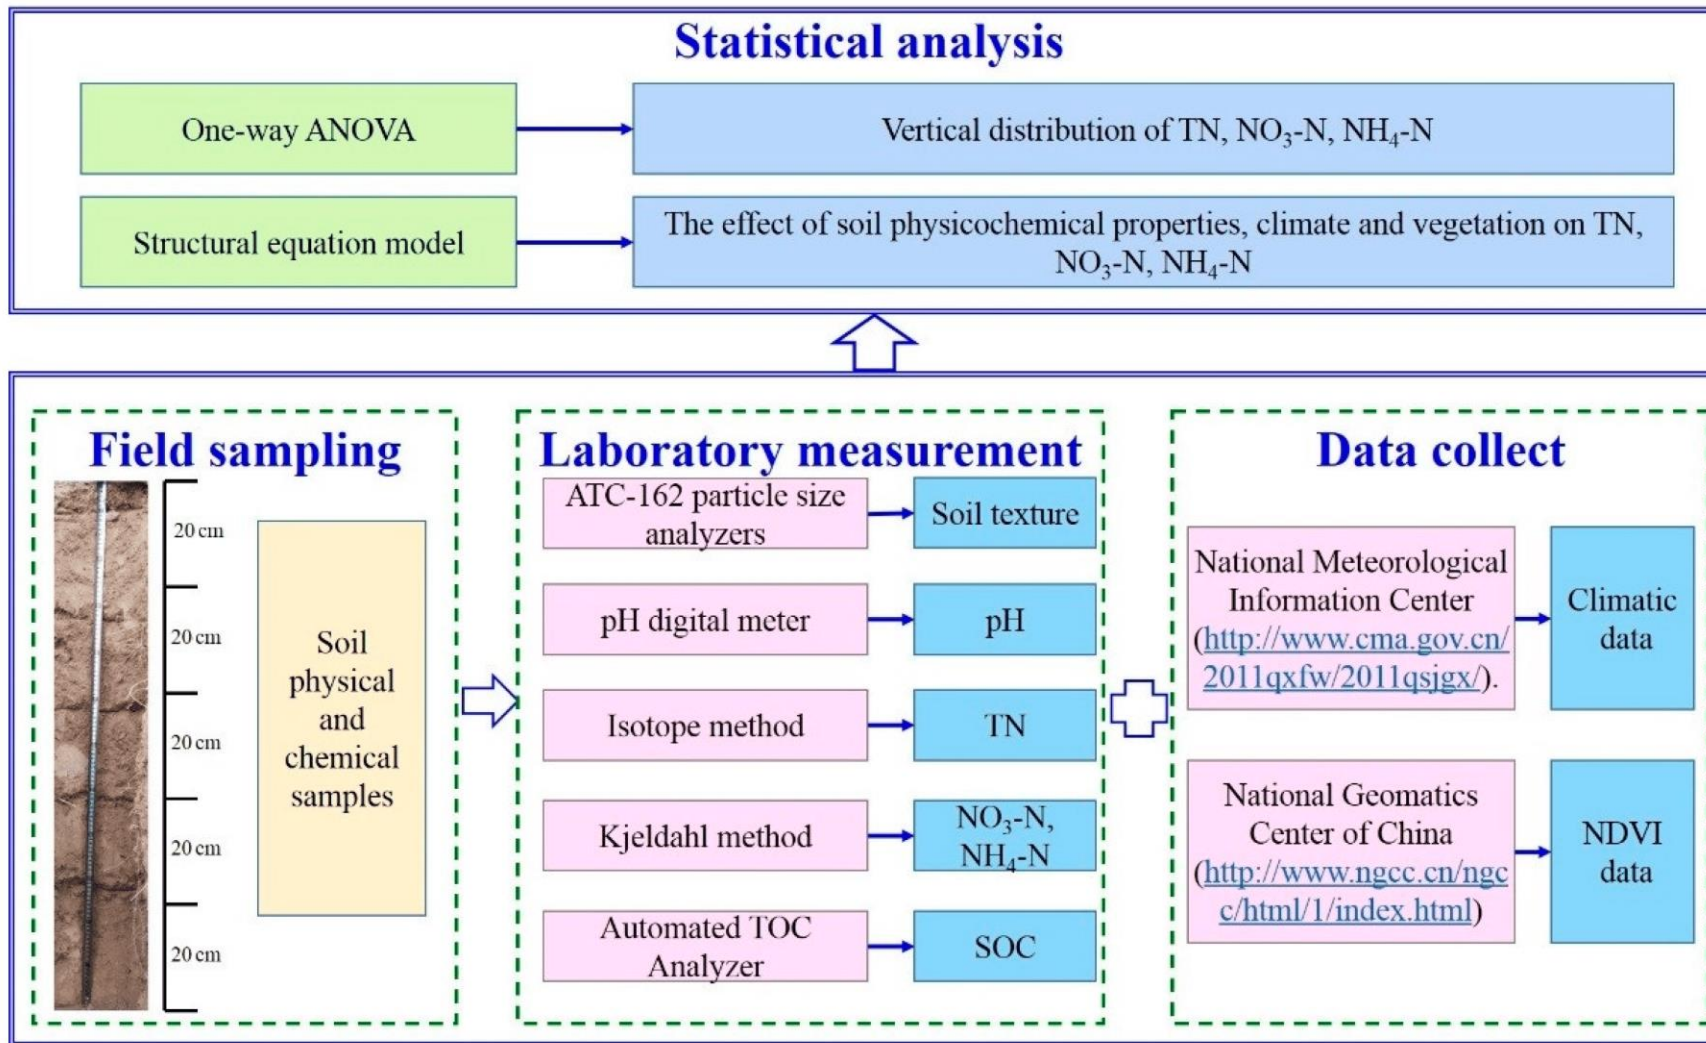 Statistical analysis
One-way ANOVA
Vertical distribution of TN, NO₃-N, NH₄-N
Structural equation model
The effect of soil physicochemical properties, climate and vegetation on TN,
NO₃-N, NH₄-N
Field sampling
20 cm
20 cm
20 cm
20 cm
20 cm
Soil
physical
and
chemical
samples
Laboratory measurement
ATC-162 particle size
analyzers
Soil texture
pH digital meter
pH
Isotope method
TN
Kjeldahl method
NO₃-N,
NH₄-N
Automated TOC
Analyzer
SOC
Data collect
National Meteorological
Information Center
(http://www.cma.gov.cn/
2011qxfw/2011qsjgx/).
Climatic
data
National Geomatics
Center of China
(http://www.ngcc.cn/ngc
c/html/1/index.html)
NDVI
data